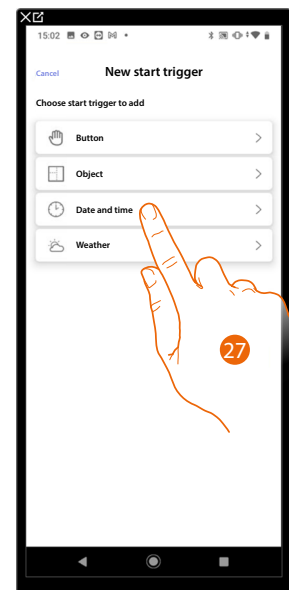 15:02
Cancel New start trigger
Choose start trigger to add
Button
Object
Date and time
Weather
27